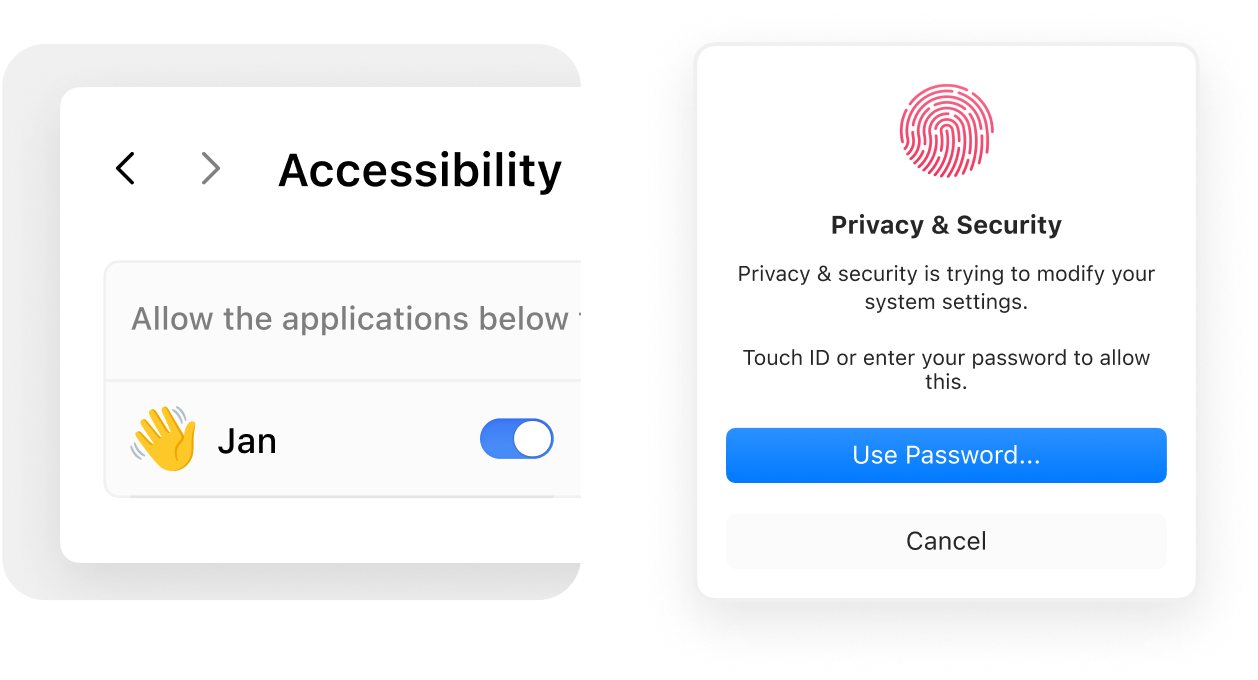 Accessibility
Allow the applications below
Jan
Privacy & Security
Privacy & security is trying to modify your
system settings.
Touch ID or enter your password to allow
this.
Use Password...
Cancel